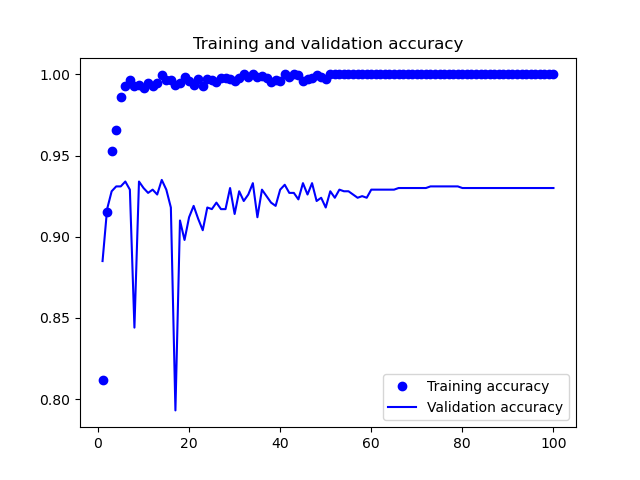 Training and validation accuracy
1.00
0.95
0.90
0.85
0.80
Training accuracy
Validation accuracy
0 20 40 60 80 100